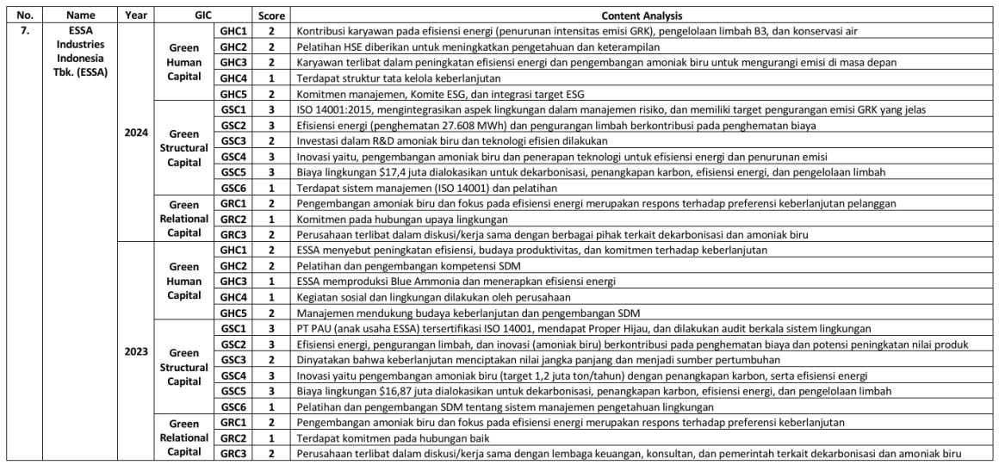 No. Name Year GIC Score Content Analysis
7. ESSA Industries Indonesia Tbk. (ESSA)
2024
Green Human Capital
GHC1 2 Kontribusi karyawan pada efisiensi energi (penurunan intensitas emisi GRK), pengelolaan limbah B3, dan konservasi air
GHC2 2 Pelatihan HSE diberikan untuk meningkatkan pengetahuan dan keterampilan
GHC3 2 Karyawan terlibat dalam peningkatan efisiensi energi dan pengembangan amoniak biru untuk mengurangi emisi di masa depan
GHC4 1 Terdapat struktur tata kelola keberlanjutan
GHC5 2 Komitmen manajemen, Komite ESG, dan integrasi target ESG
Green Structural Capital
GSC1 3 ISO 14001:2015, mengintegrasikan aspek lingkungan dalam manajemen risiko, dan memiliki target pengurangan emisi GRK yang jelas
GSC2 3 Efisiensi energi (penghematan 27.608 MWh) dan pengurangan limbah berkontribusi pada penghematan biaya
GSC3 2 Investasi dalam R&D amoniak biru dan teknologi efisien dilakukan
GSC4 3 Inovasi yaitu, pengembangan amoniak biru dan penerapan teknologi untuk efisiensi energi dan penurunan emisi
GSC5 3 Biaya lingkungan $17,4 juta dialokasikan untuk dekarbonisasi, penangkapan karbon, efisiensi energi, dan pengelolaan limbah
GSC6 1 Terdapat sistem manajemen (ISO 14001) dan pelatihan
Green Relational Capital
GRC1 2 Pengembangan amoniak biru dan fokus pada efisiensi energi merupakan respons terhadap preferensi keberlanjutan pelanggan
GRC2 1 Komitmen pada hubungan upaya lingkungan
GRC3 2 Perusahaan terlibat dalam diskusi/kerja sama dengan berbagai pihak terkait dekarbonisasi dan amoniak biru
2023
Green Human Capital
GHC1 2 ESSA menyebut peningkatan efisiensi, budaya produktivitas, dan komitmen terhadap keberlanjutan
GHC2 2 Pelatihan dan pengembangan kompetensi SDM
GHC3 1 ESSA memproduksi Blue Ammonia dan menerapkan efisiensi energi
GHC4 1 Kegiatan sosial dan lingkungan dilakukan oleh perusahaan
GHC5 2 Manajemen mendukung budaya keberlanjutan dan pengembangan SDM
Green Structural Capital
GSC1 3 PT PAU (anak usaha ESSA) tersertifikasi ISO 14001, mendapat Proper Hijau, dan dilakukan audit berkala sistem lingkungan
GSC2 3 Efisiensi energi, pengurangan limbah, dan inovasi (amoniak biru) berkontribusi pada penghematan biaya dan potensi peningkatan nilai produk
GSC3 2 Dinyatakan bahwa keberlanjutan menciptakan nilai jangka panjang dan menjadi sumber pertumbuhan
GSC4 3 Inovasi yaitu pengembangan amoniak biru (target 1,2 juta ton/tahun) dengan penangkapan karbon, serta efisiensi energi
GSC5 3 Biaya lingkungan $16,87 juta dialokasikan untuk dekarbonisasi, penangkapan karbon, efisiensi energi, dan pengelolaan limbah
GSC6 1 Pelatihan dan pengembangan SDM tentang sistem manajemen pengetahuan lingkungan
Green Relational Capital
GRC1 2 Pengembangan amoniak biru dan fokus pada efisiensi energi merupakan respons terhadap preferensi keberlanjutan
GRC2 1 Terdapat komitmen pada hubungan baik
GRC3 2 Perusahaan terlibat dalam diskusi/kerja sama dengan lembaga keuangan, konsultan, dan pemerintah terkait dekarbonisasi dan amoniak biru